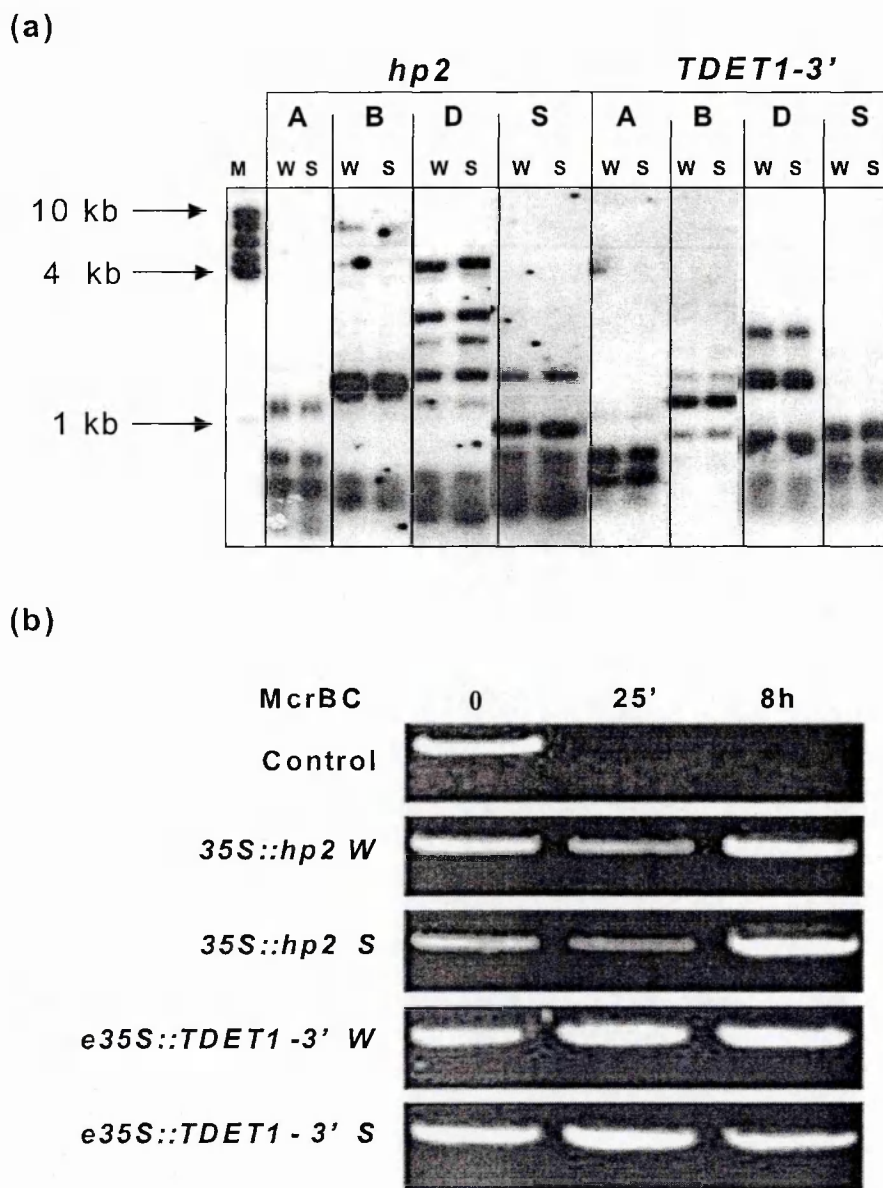 (a)
hp2 TDET1-3'
A B D S A B D S
M W S W S W S W S W S W S W S W S
10 kb
4 kb
1 kb
(b)
McrBC 0 25' 8h
Control
35S::hp2 W
35S::hp2 S
e35S::TDET1-3' W
e35S::TDET1-3' S